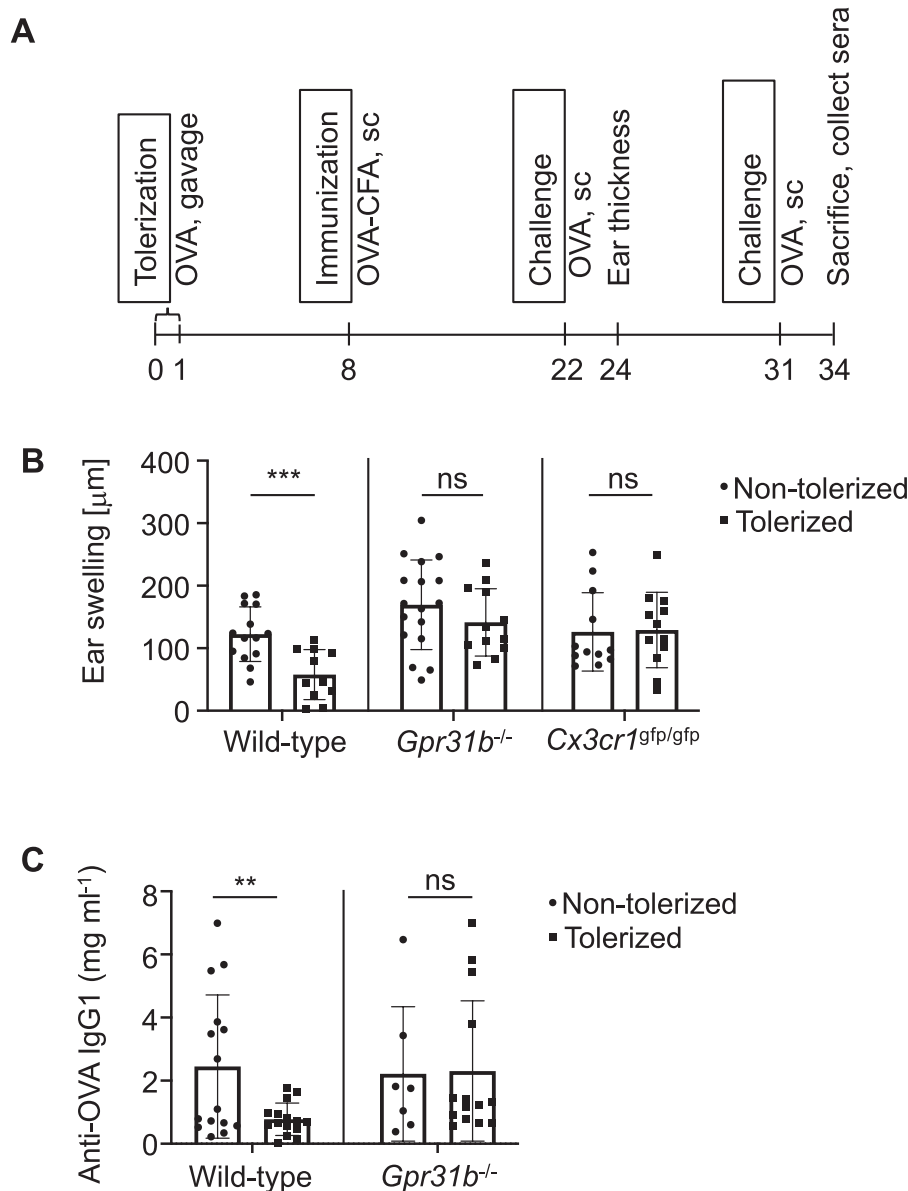 A
Tolerization
OVA, gavage
Immunization
OVA-CFA, sc
Challenge
OVA, sc
Ear thickness
Challenge
OVA, sc
Sacrifice, collect sera
0 1 8 22 24 31 34
B
Ear swelling [μm]
400
300
200
100
0
***
ns
ns
Non-tolerized
Tolerized
Wild-type
Gpr31b-/-
Cx3cr1gfp/gfp
C
Anti-OVA IgG1 (mg ml-1)
8
6
4
2
0
**
ns
Non-tolerized
Tolerized
Wild-type
Gpr31b-/-